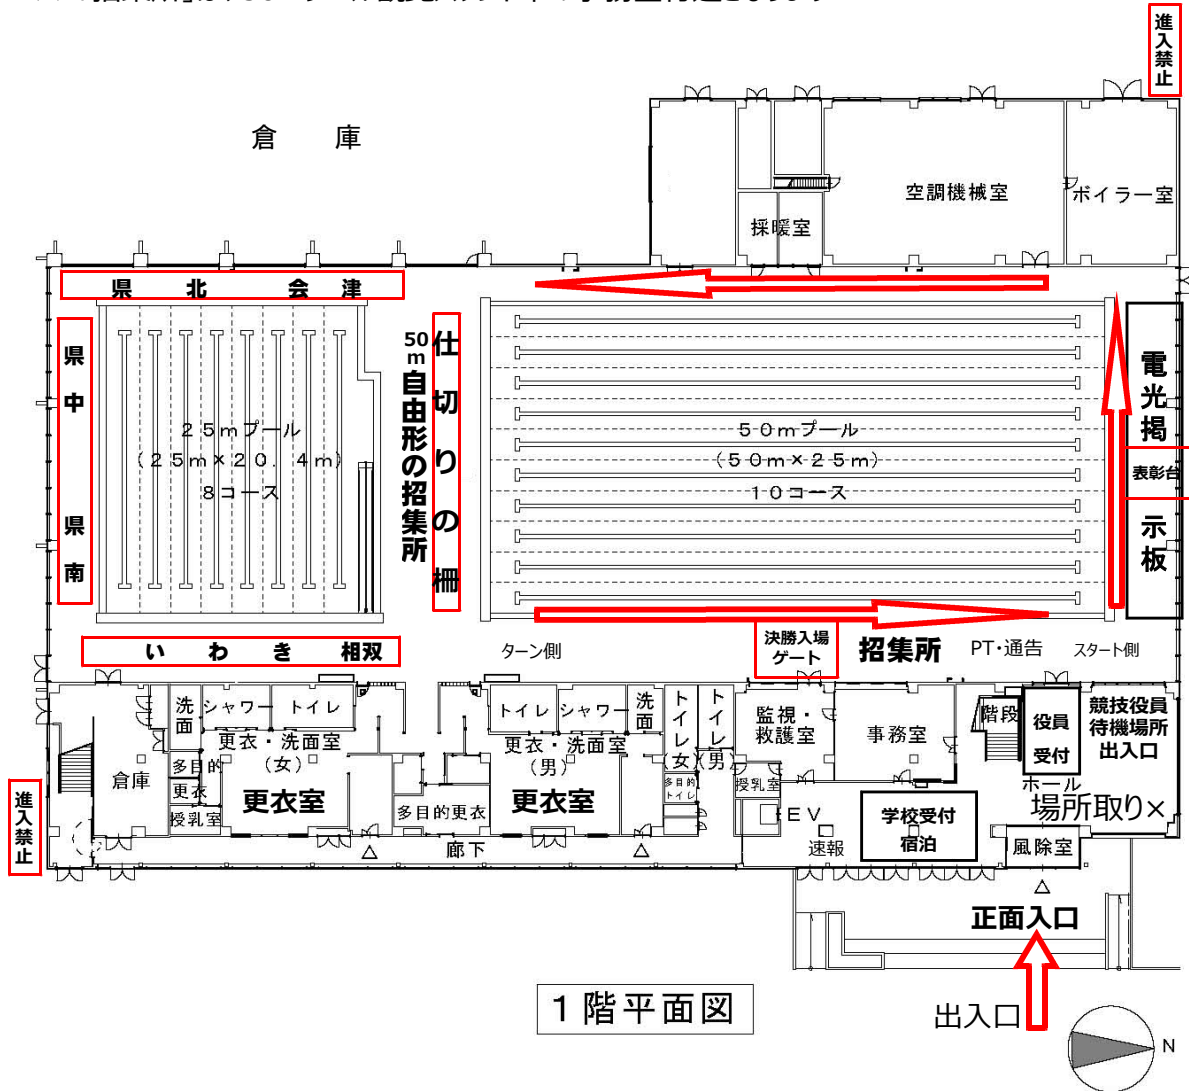 進入禁止
倉　庫
空調機械室
ボイラー室
採暖室
県　北　会　津
50m自由形の招集所
仕切りの柵
県中　県南
25mプール
(25m×20.4m)
8コース
50mプール
(50m×25m)
10コース
電光掲示板
表彰台
い　わ　き　相双
ターン側
決勝入場
ゲート
招集所
PT・通告
スタート側
洗面
シャワー
トイレ
更衣・洗面室
(女)
多目的
更衣
授乳室
倉庫
更衣室
多目的更衣
トイレ
シャワー
洗面
更衣・洗面室
(男)
更衣室
トイレ(女)
トイレ(男)
多目的
トイレ
監視・
救護室
授乳室
事務室
階段
役員
受付
競技役員
待機場所
出入口
ホール
場所取り×
EV
速報
学校受付
宿泊
風除室
廊下
進入禁止
正面入口
出入口
1階平面図
N